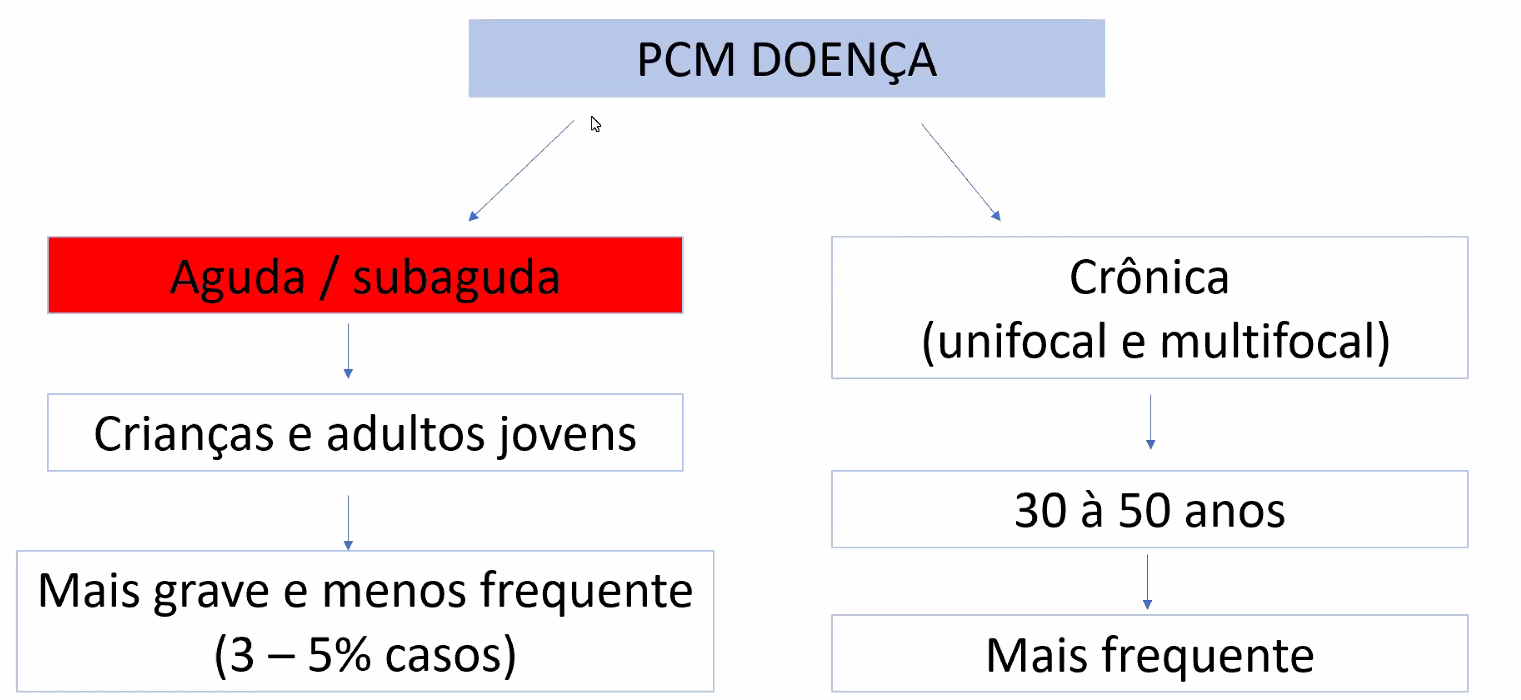 PCM DOENÇA
Aguda / subaguda
Crianças e adultos jovens
Mais grave e menos frequente
(3 – 5% casos)
Crônica
(unifocal e multifocal)
30 à 50 anos
Mais frequente